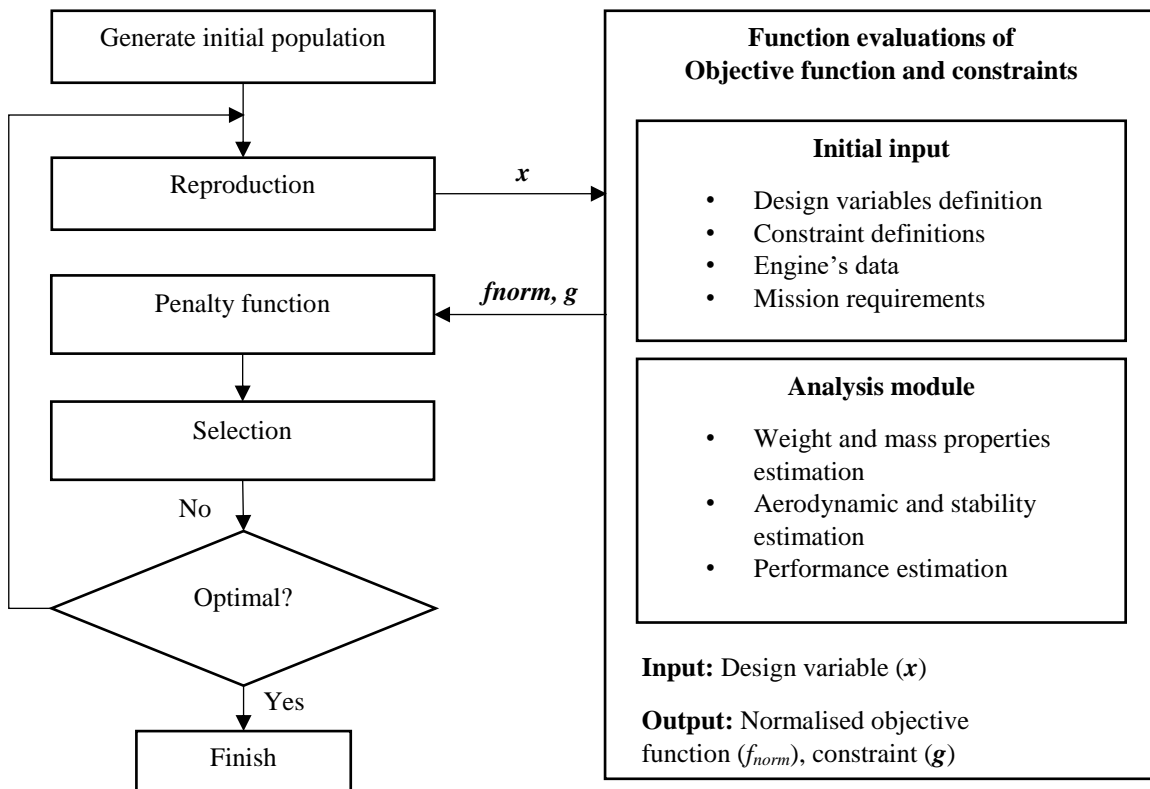 Generate initial population
Reproduction
x
Penalty function
fnorm, g
Selection
No
Optimal?
Yes
Finish
Function evaluations of
Objective function and constraints
Initial input
• Design variables definition
• Constraint definitions
• Engine's data
• Mission requirements
Analysis module
• Weight and mass properties
estimation
• Aerodynamic and stability
estimation
• Performance estimation
Input: Design variable (x)
Output: Normalised objective
function (fnorm), constraint (g)